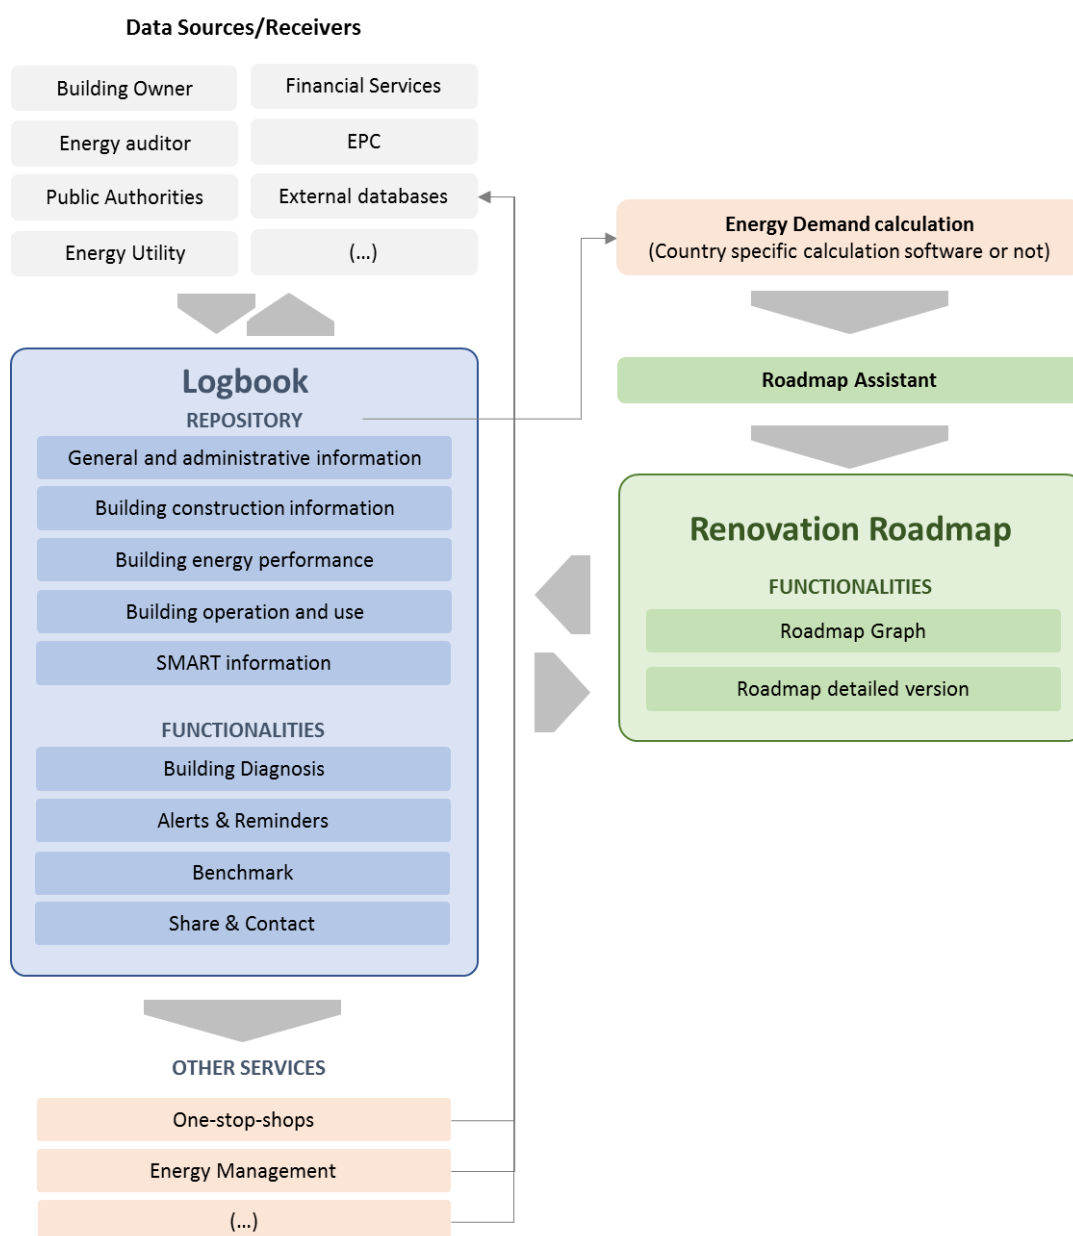 Data Sources/Receivers
Building Owner
Financial Services
Energy auditor
EPC
Public Authorities
External databases
Energy Utility
(...)
Energy Demand calculation
(Country specific calculation software or not)
Roadmap Assistant
Logbook
REPOSITORY
General and administrative information
Building construction information
Building energy performance
Building operation and use
SMART information
FUNCTIONALITIES
Building Diagnosis
Alerts & Reminders
Benchmark
Share & Contact
Renovation Roadmap
FUNCTIONALITIES
Roadmap Graph
Roadmap detailed version
OTHER SERVICES
One-stop-shops
Energy Management
(...)